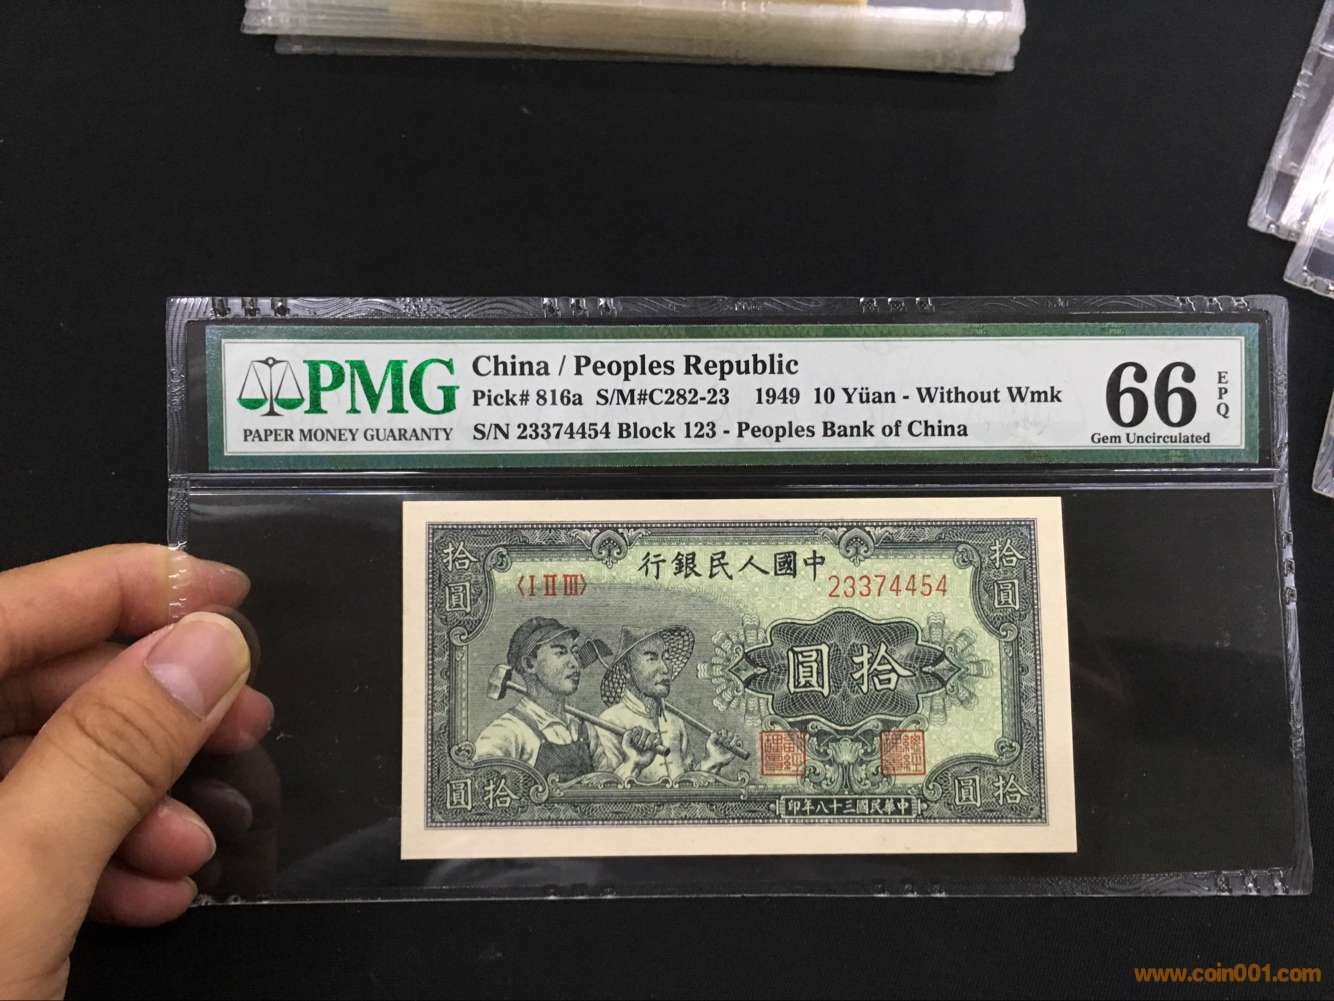 PMG
PAPER MONEY GUARANTY
China / Peoples Republic
Pick# 816a S/M#C282-23 1949 10 Yüan - Without Wmk
S/N 23374454 Block 123 - Peoples Bank of China
66
EPQ
Gem Uncirculated
行銀民人國中
〈I II III〉
23374454
拾圓
拾圓
圓拾
圓拾
圓拾
印年八十三國民華中
www.coin001.com